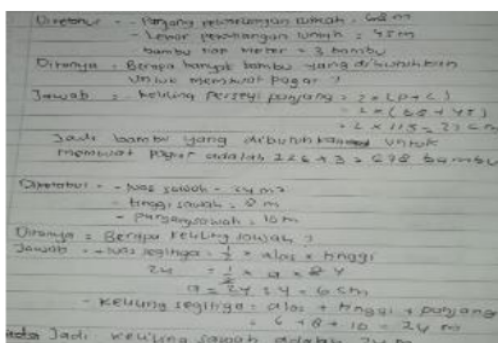 Diketahui : - Panjang pekarangan rumah : 68 m
- Lebar pekarangan rumah : 45 m
bambu tiap meter = 3 bambu
Ditanya : Berapa banyak bambu yang dibutuhkan
untuk membuat pagar ?
Jawab : Keliling persegi panjang = 2 x (p + l)
= 2 x (68 + 45)
= 2 x 113 =
Jadi bambu yang dibutuhkan untuk
membuat pagar adalah 226 + 3 = 678 bambu
Diketahui : - luas sawah = 24 m²
- tinggi sawah = 8 m
- panjang sawah = 10 m
Ditanya = Berapa keliling sawah ?
Jawab = - luas segitiga = 1/2 x alas x tinggi
24 = 1/2 x a x 8 4
a = 24 : 4 = 6 cm
- Keliling segitiga = alas + tinggi + panjang
= 6 + 8 + 10 = 24 m
Jadi keliling sawah adalah 24 m